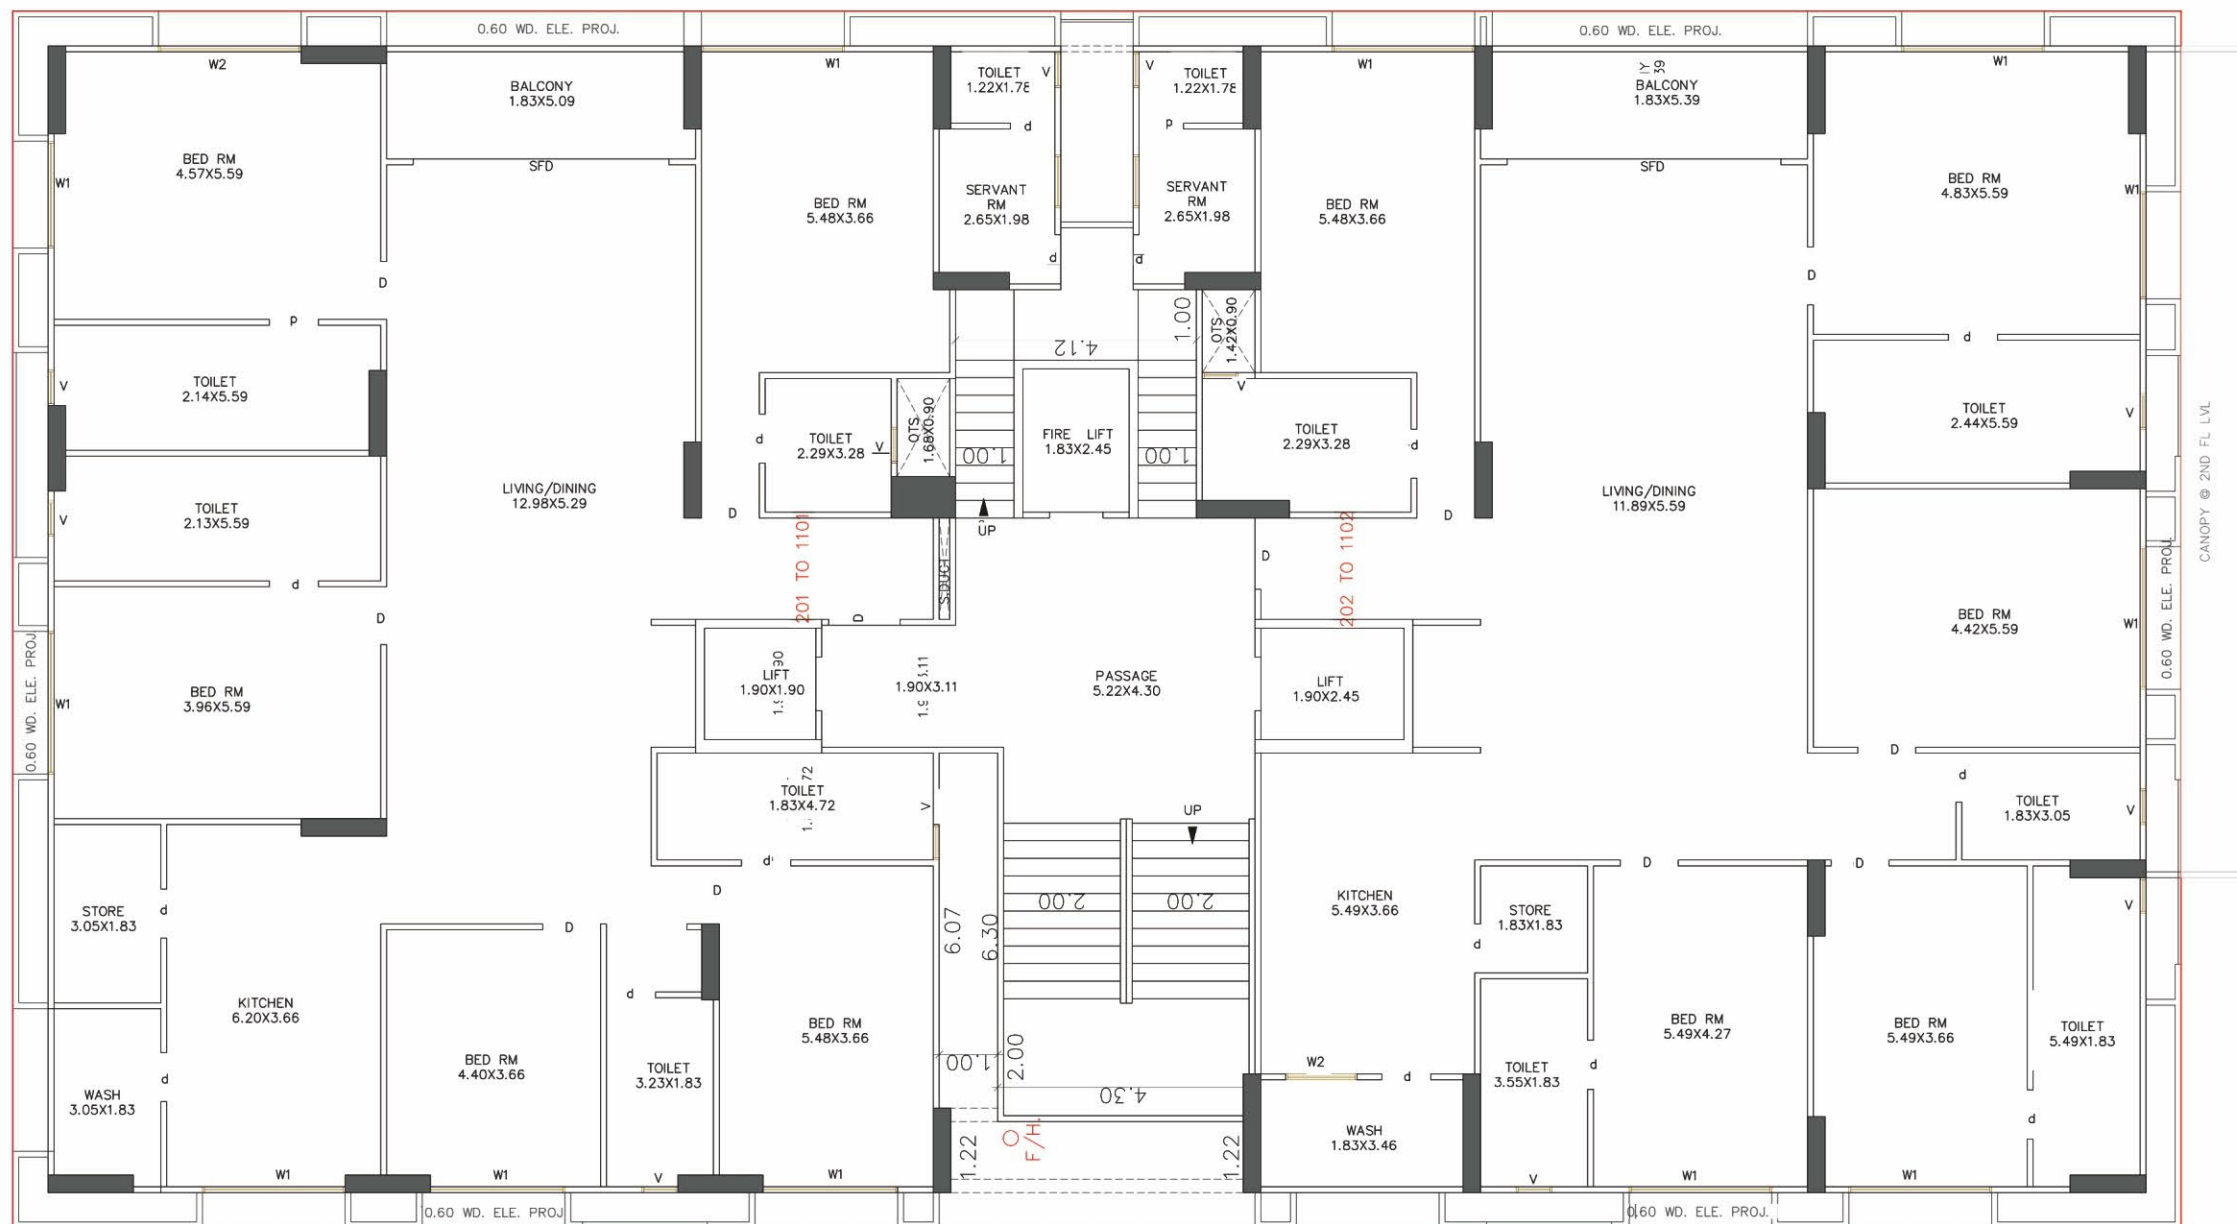 0.60 WD. ELE. PROJ.
0.60 WD. ELE. PROJ.
W2
BALCONY
1.83X5.09
W1
TOILET
1.22X1.78
V
V
TOILET
1.22X1.78
W1
BALCONY
1.83X5.39
W1
d
P
BED RM
4.57X5.59
W1
SFD
SERVANT
RM
2.65X1.98
SERVANT
RM
2.65X1.98
SFD
BED RM
4.83X5.59
W1
BED RM
5.48X3.66
BED RM
5.48X3.66
d
d
D
D
P
1.00
QTS
1.42X0.90
4.12
d
TOILET
2.14X5.59
V
V
TOILET
2.44X5.59
V
CANOPY @ 2ND FL LVL
d
TOILET
2.29X3.28
V
QTS
1.68X0.90
1.00
FIRE LIFT
1.83X2.45
1.00
TOILET
2.29X3.28
d
LIVING/DINING
12.98X5.29
LIVING/DINING
11.89X5.59
TOILET
2.13X5.59
V
D
UP
D
201 TO 1101
S.DUCT
D
202 TO 1102
0.60 WD. ELE. PROJ.
d
D
D
BED RM
4.42X5.59
W1
0.60 WD. ELE. PROJ.
BED RM
3.96X5.59
W1
LIFT
1.90X1.90
1.90X3.11
PASSAGE
5.22X4.30
LIFT
1.90X2.45
D
d
TOILET
1.83X4.72
V
UP
TOILET
1.83X3.05
V
d
D
D
D
STORE
3.05X1.83
d
D
6.07
6.30
2.00
2.00
KITCHEN
5.49X3.66
STORE
1.83X1.83
d
V
KITCHEN
6.20X3.66
d
BED RM
5.48X3.66
BED RM
5.49X4.27
BED RM
5.49X3.66
TOILET
5.49X1.83
BED RM
4.40X3.66
TOILET
3.23X1.83
1.00
2.00
W2
d
TOILET
3.55X1.83
d
WASH
3.05X1.83
d
4.30
d
1.22
F/H.
1.22
WASH
1.83X3.46
W1
W1
V
W1
V
W1
W1
0.60 WD. ELE. PROJ
0.60 WD. ELE. PROJ.